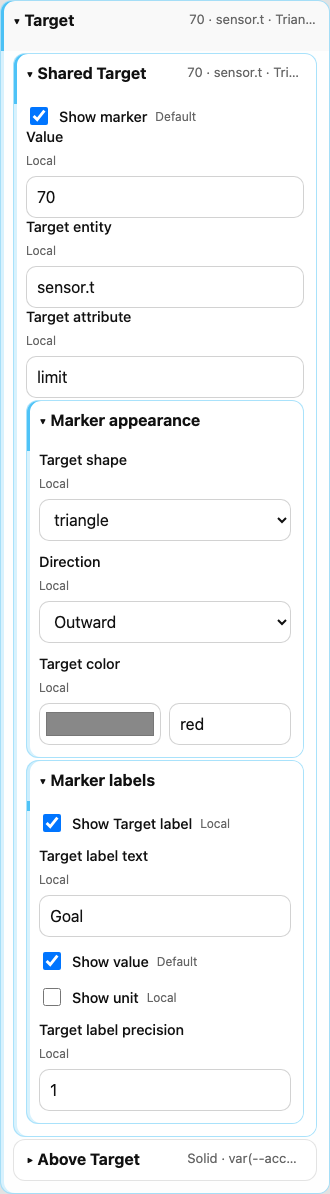 Target 70 · sensor.t · Trian...
Shared Target 70 · sensor.t · Tri...
Show marker Default
Value
Local
70
Target entity
Local
sensor.t
Target attribute
Local
limit
Marker appearance
Target shape
Local
triangle
Direction
Local
Outward
Target color
Local
red
Marker labels
Show Target label Local
Target label text
Local
Goal
Show value Default
Show unit Local
Target label precision
Local
1
Above Target Solid · var(--acc...